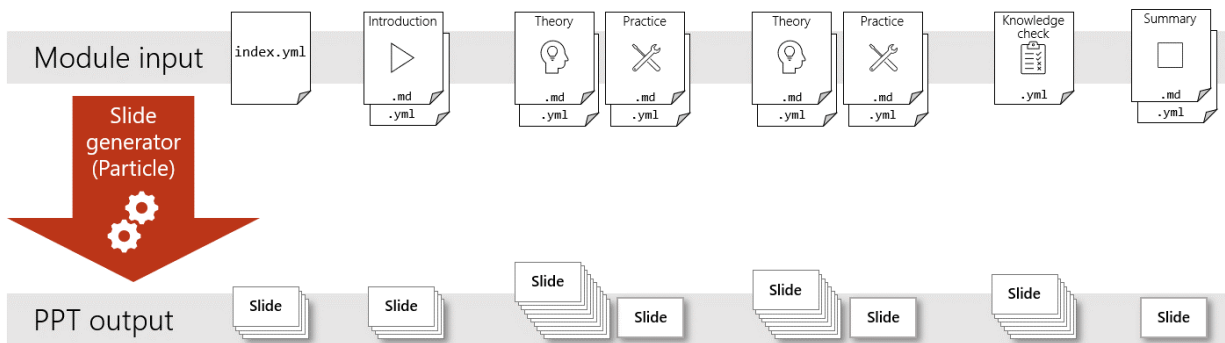 Module input
index.yml
Introduction
.md
.yml
Theory
.md
.yml
Practice
.md
.yml
Theory
.md
.yml
Practice
.md
.yml
Knowledge
check
.yml
Summary
.md
.yml
Slide
generator
(Particle)
PPT output
Slide
Slide
Slide
Slide
Slide
Slide
Slide
Slide